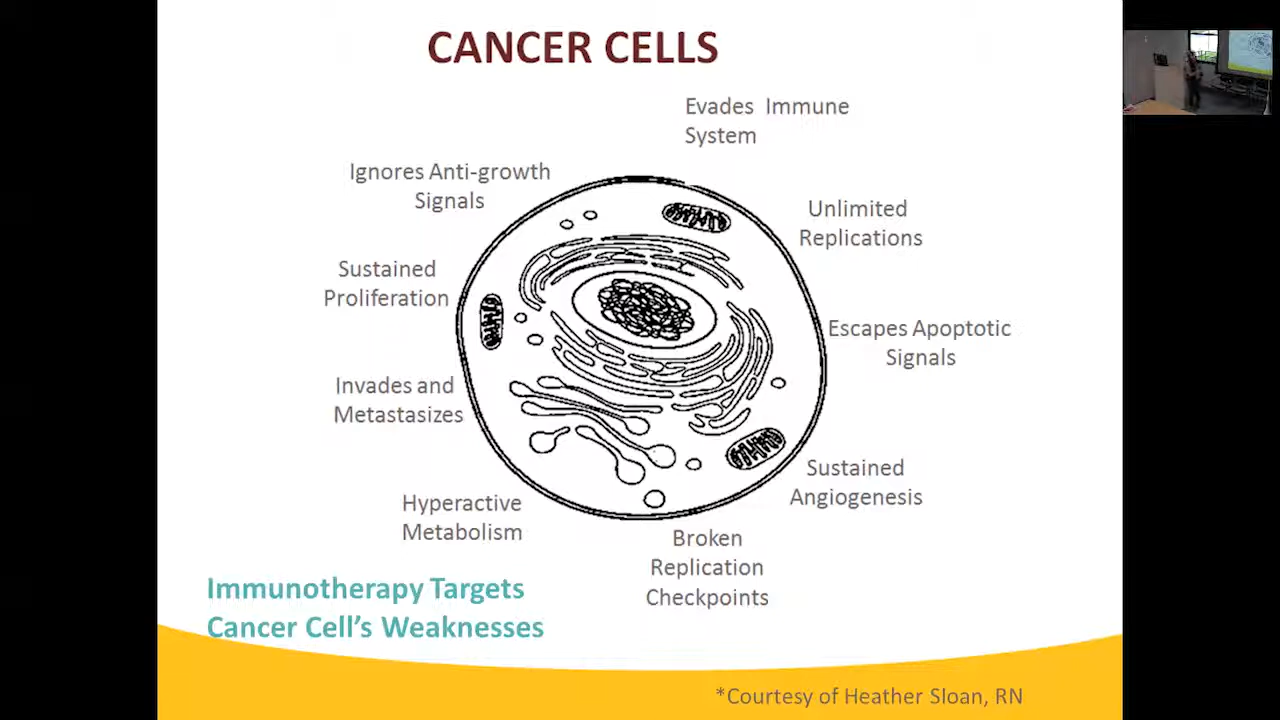 CANCER CELLS
Evades Immune
System
Ignores Anti-growth
Signals
Unlimited
Replications
Sustained
Proliferation
Escapes Apoptotic
Signals
Invades and
Metastasizes
Sustained
Angiogenesis
Hyperactive
Metabolism
Broken
Replication
Checkpoints
Immunotherapy Targets
Cancer Cell’s Weaknesses
*Courtesy of Heather Sloan, RN